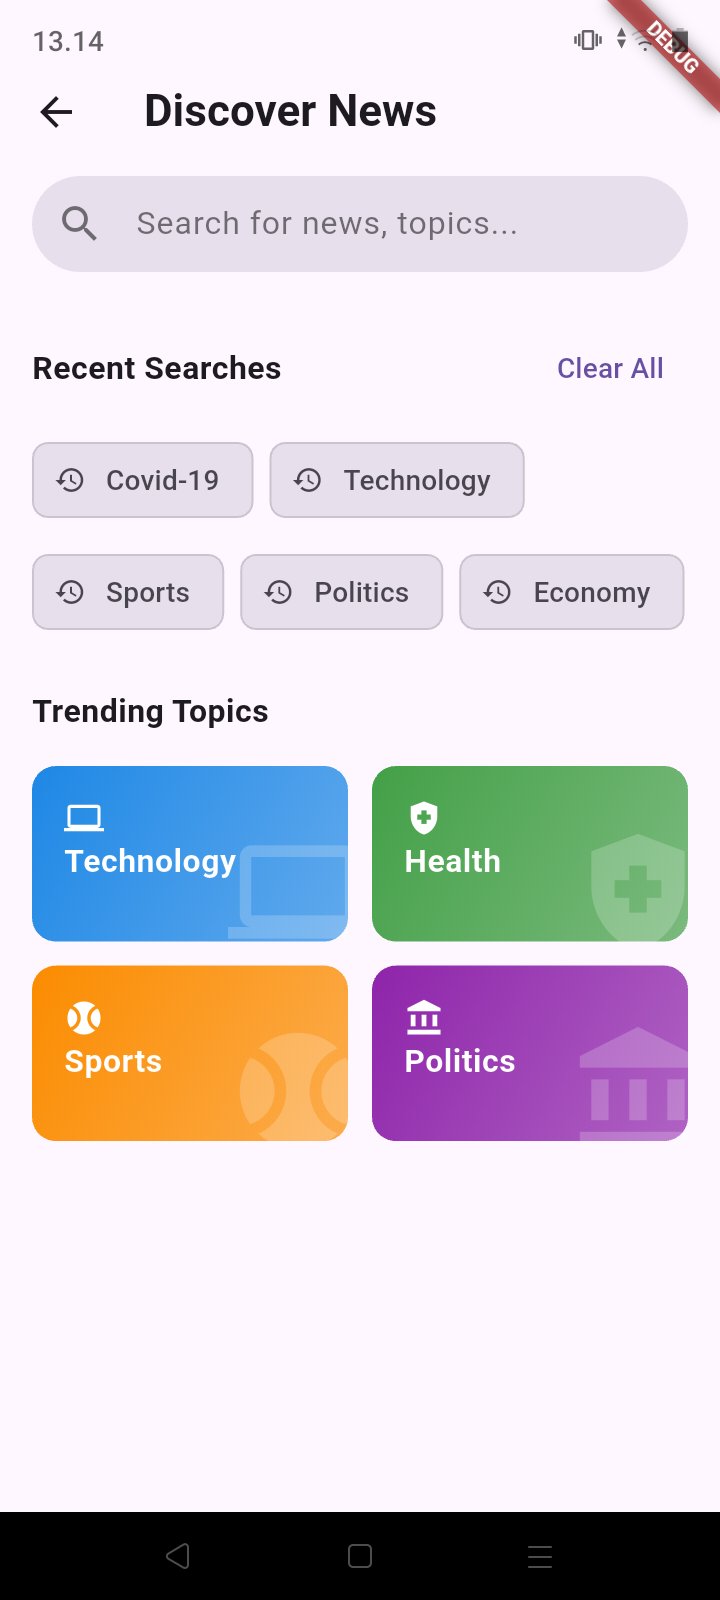 13.14
DEBUG
Discover News
Search for news, topics...
Recent Searches
Clear All
Covid-19
Technology
Sports
Politics
Economy
Trending Topics
Technology
Health
Sports
Politics